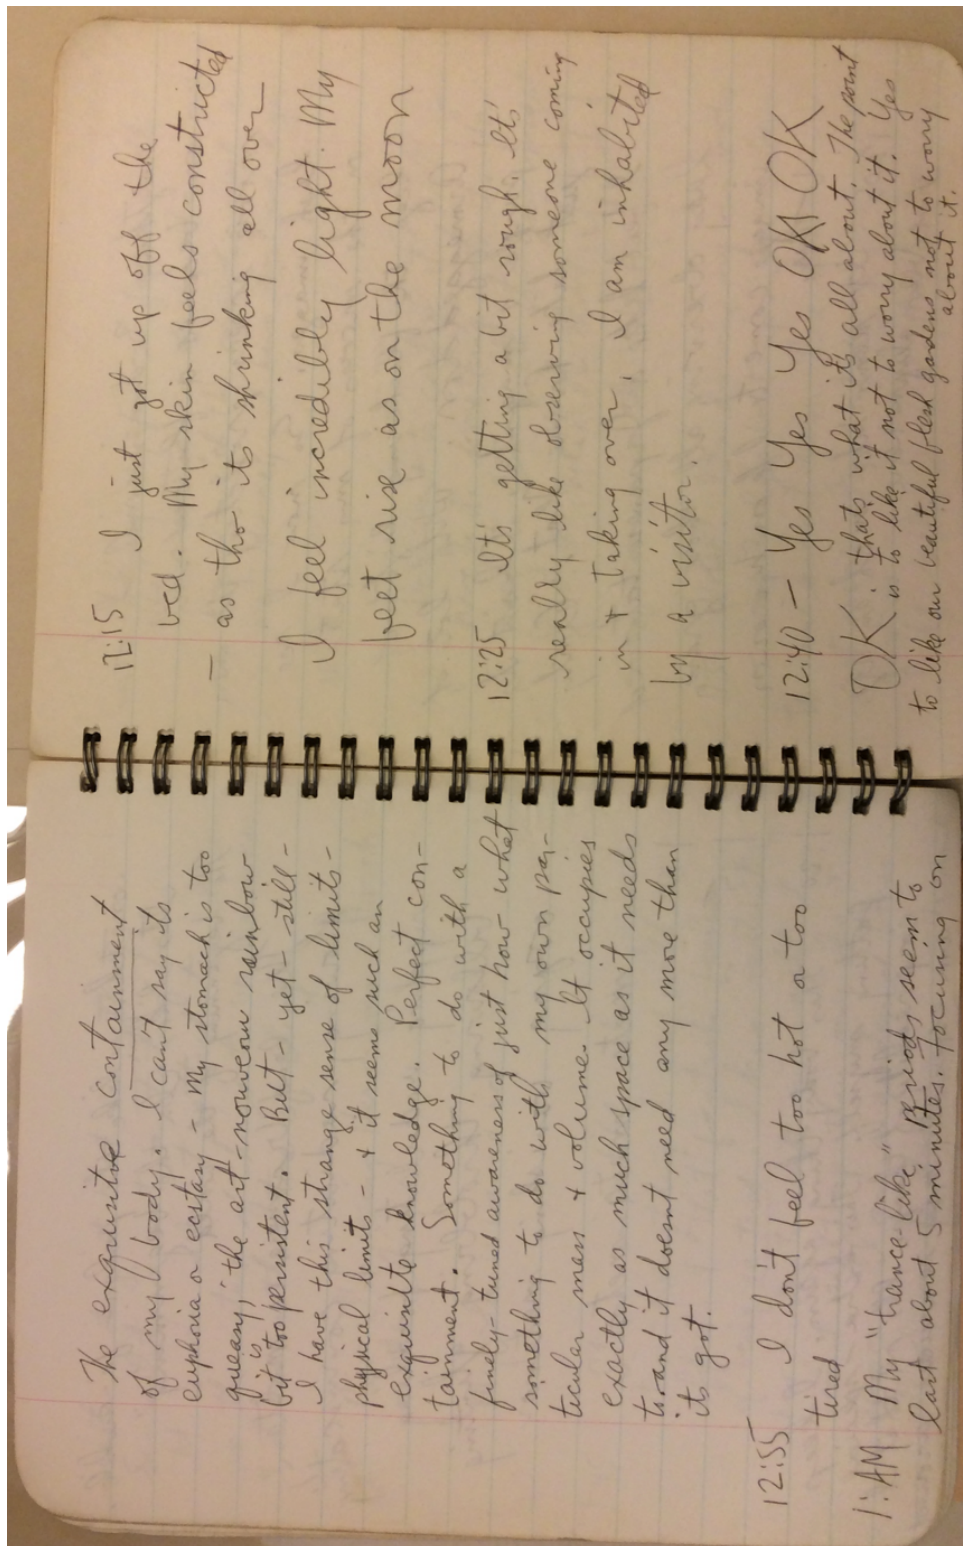 The exquisite containment
of my body. I can't say its
euphoria or ecstasy - My stomach is too
queasy, the art-nouveau rainbow
is
bit too persistent. But - yet - still -
I have this strange sense of limits -
physical limits - + it seems such an
exquisite knowledge. Perfect con-
tainment. Something to do with a
finely-tuned awareness of just how what
something to do with my own par-
ticular mess + volume. It occupies
exactly as much space as it needs
to and it doesnt need any more than
its got.
12:55 I don't feel too hot or too
tired
1:AM My "trance-like" periods seem to
last about 5 minutes. focusing on
12:15 I just got up off the
bed. My skin feels constricted
- as tho its shrinking all over
I feel incredibly light. My
feet rise as on the moon
12:25 It's getting a bit rough. It's
really like observing someone coming
in + taking over. I am inhabited
by a visitor.
12:40 - Yes Yes Yes OK OK
OK: thats what its all about. The point
is to like it not to worry about it. Yes
to like our beautiful flesh gardens not to worry
about it.